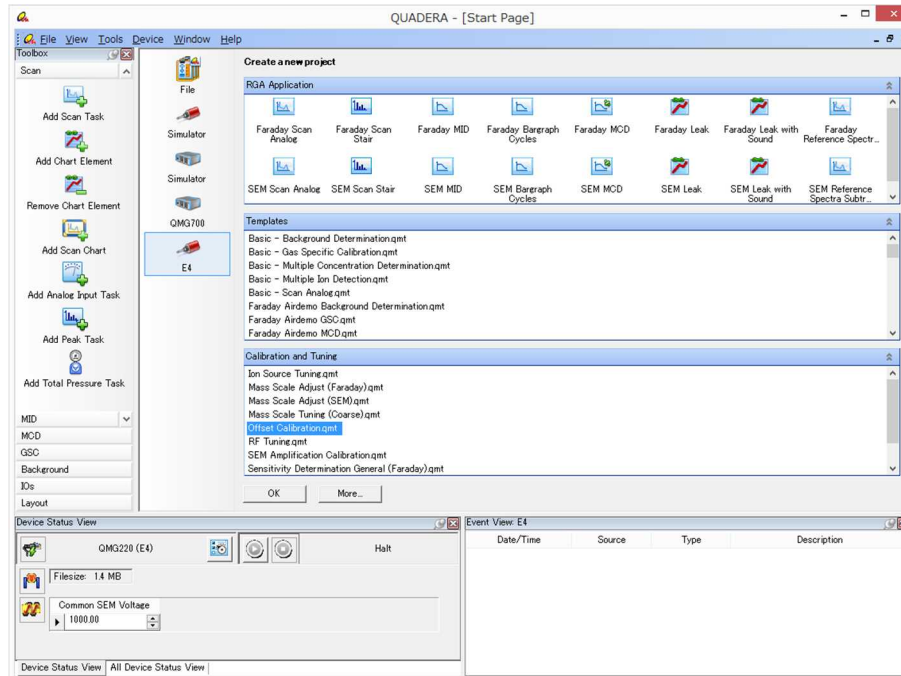 QUADERA - [Start Page]
File View Tools Device Window Help
Toolbox
Scan
Add Scan Task
Add Chart Element
Remove Chart Element
Add Scan Chart
Add Analog Input Task
Add Peak Task
Add Total Pressure Task
MID
MCD
GSC
Background
IOs
Layout
File
Simulator
Simulator
QMG700
E4
Create a new project
RGA Application
Faraday Scan Analog
Faraday Scan Stair
Faraday MID
Faraday Bargraph Cycles
Faraday MCD
Faraday Leak
Faraday Leak with Sound
Faraday Reference Spectr...
SEM Scan Analog
SEM Scan Stair
SEM MID
SEM Bargraph Cycles
SEM MCD
SEM Leak
SEM Leak with Sound
SEM Reference Spectra Subtr...
Templates
Basic - Background Determination.qmt
Basic - Gas Specific Calibration.qmt
Basic - Multiple Concentration Determination.qmt
Basic - Multiple Ion Detection.qmt
Basic - Scan Analog.qmt
Faraday Airdemo Background Determination.qmt
Faraday Airdemo GSC.qmt
Faraday Airdemo MCD.qmt
Calibration and Tuning
Ion Source Tuning.qmt
Mass Scale Adjust (Faraday).qmt
Mass Scale Adjust (SEM).qmt
Mass Scale Tuning (Coarse).qmt
Offset Calibration.qmt
RF Tuning.qmt
SEM Amplification Calibration.qmt
Sensitivity Determination General (Faraday).qmt
OK More...
Device Status View
QMG220 (E4)
Halt
Filesize: 1.4 MB
Common SEM Voltage
1000.00
Device Status View All Device Status View
Event View: E4
Date/Time Source Type Description